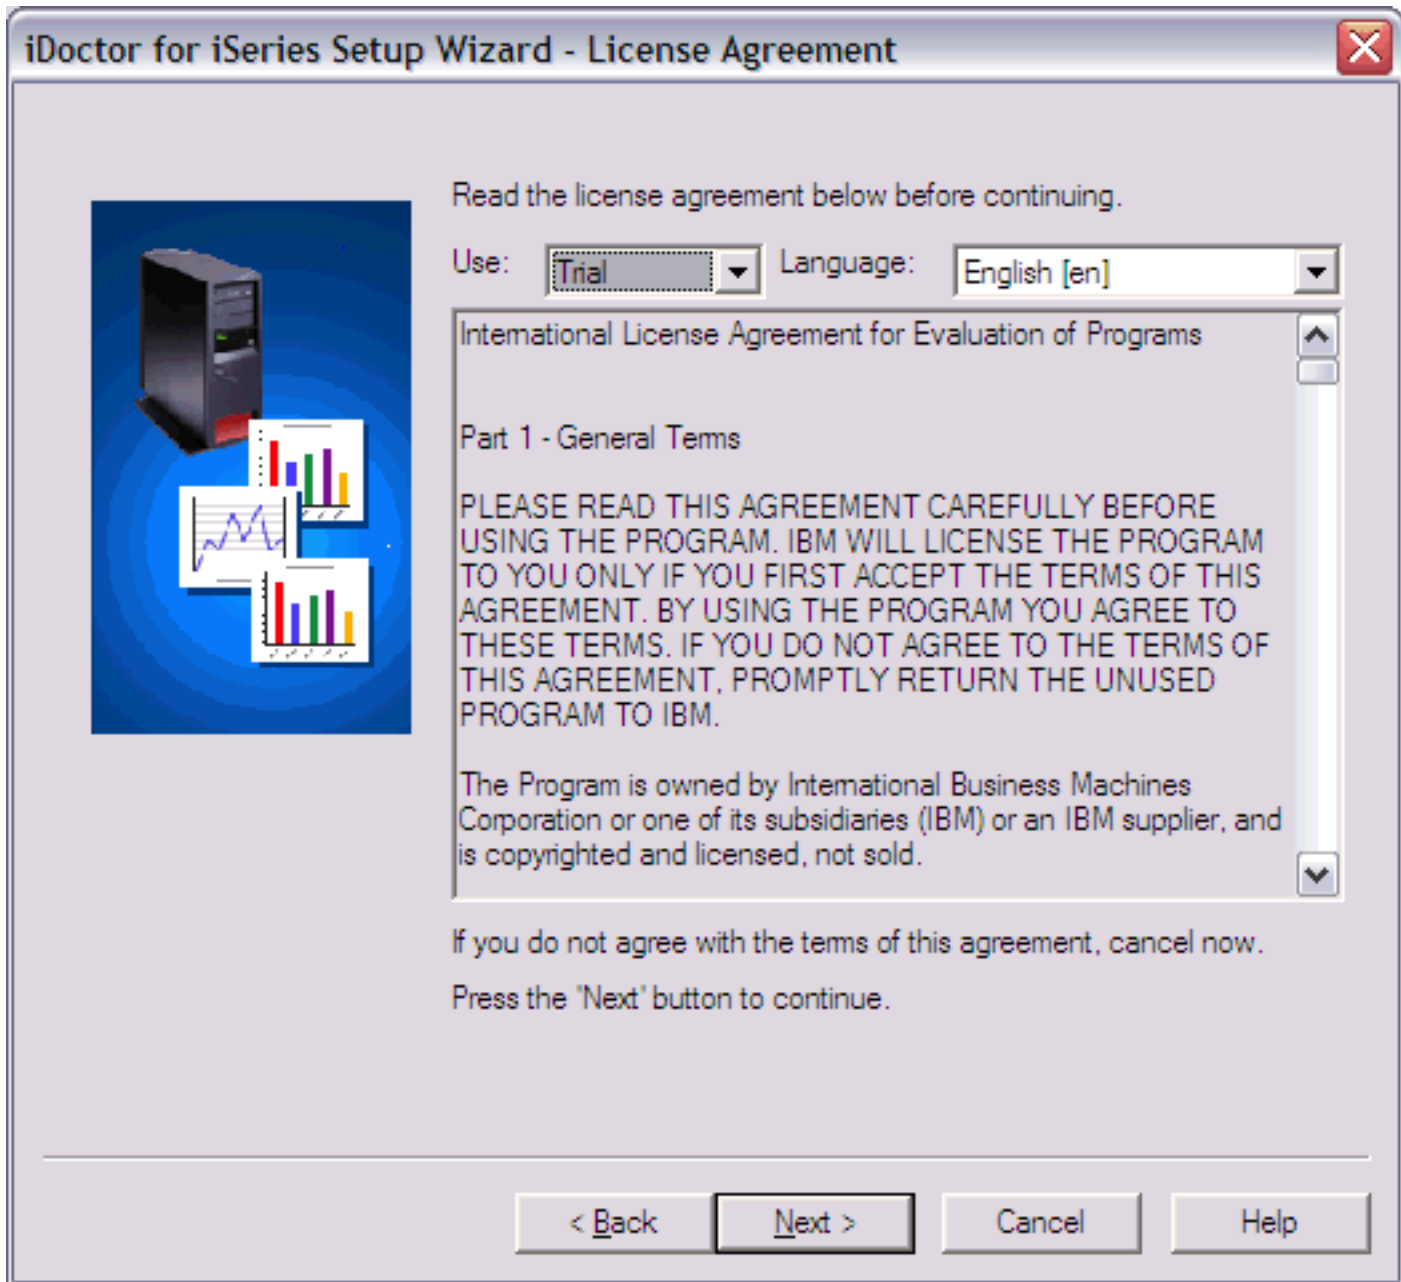 iDoctor for iSeries Setup Wizard - License Agreement
Read the license agreement below before continuing.
Use: Trial Language: English [en]
International License Agreement for Evaluation of Programs
Part 1 - General Terms
PLEASE READ THIS AGREEMENT CAREFULLY BEFORE
USING THE PROGRAM. IBM WILL LICENSE THE PROGRAM
TO YOU ONLY IF YOU FIRST ACCEPT THE TERMS OF THIS
AGREEMENT. BY USING THE PROGRAM YOU AGREE TO
THESE TERMS. IF YOU DO NOT AGREE TO THE TERMS OF
THIS AGREEMENT, PROMPTLY RETURN THE UNUSED
PROGRAM TO IBM.
The Program is owned by International Business Machines
Corporation or one of its subsidiaries (IBM) or an IBM supplier, and
is copyrighted and licensed, not sold.
If you do not agree with the terms of this agreement, cancel now.
Press the 'Next' button to continue.
< Back Next > Cancel Help